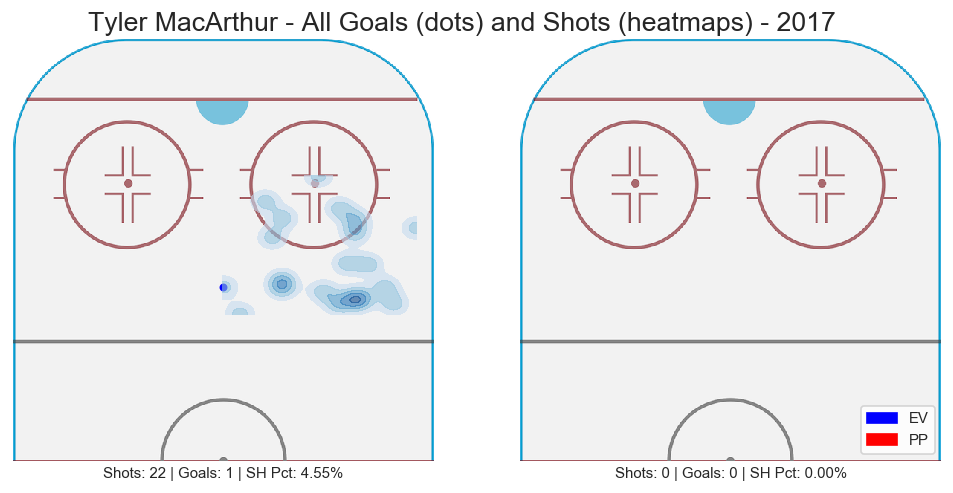 Tyler MacArthur - All Goals (dots) and Shots (heatmaps) - 2017
EV
PP
Shots: 22 | Goals: 1 | SH Pct: 4.55%
Shots: 0 | Goals: 0 | SH Pct: 0.00%